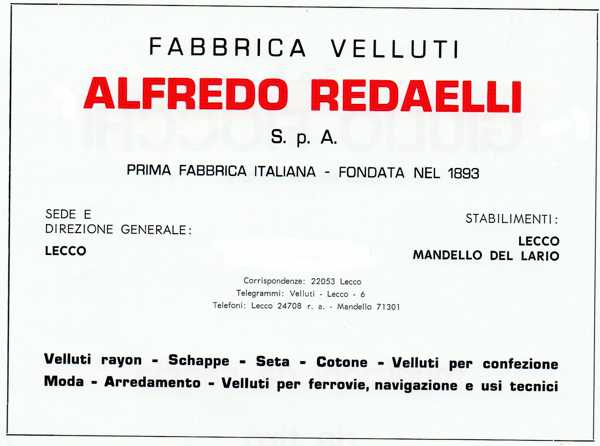 FABBRICA VELLUTI
ALFREDO REDAELLI
S. p. A.
PRIMA FABBRICA ITALIANA - FONDATA NEL 1893
SEDE E
DIREZIONE GENERALE:
LECCO
STABILIMENTI:
LECCO
MANDELLO DEL LARIO
Corrispondenze: 22053 Lecco
Telegrammi: Velluti - Lecco - 6
Telefoni: Lecco 24708 r. a. - Mandello 71301
Velluti rayon - Schappe - Seta - Cotone - Velluti per confezione
Moda - Arredamento - Velluti per ferrovie, navigazione e usi tecnici